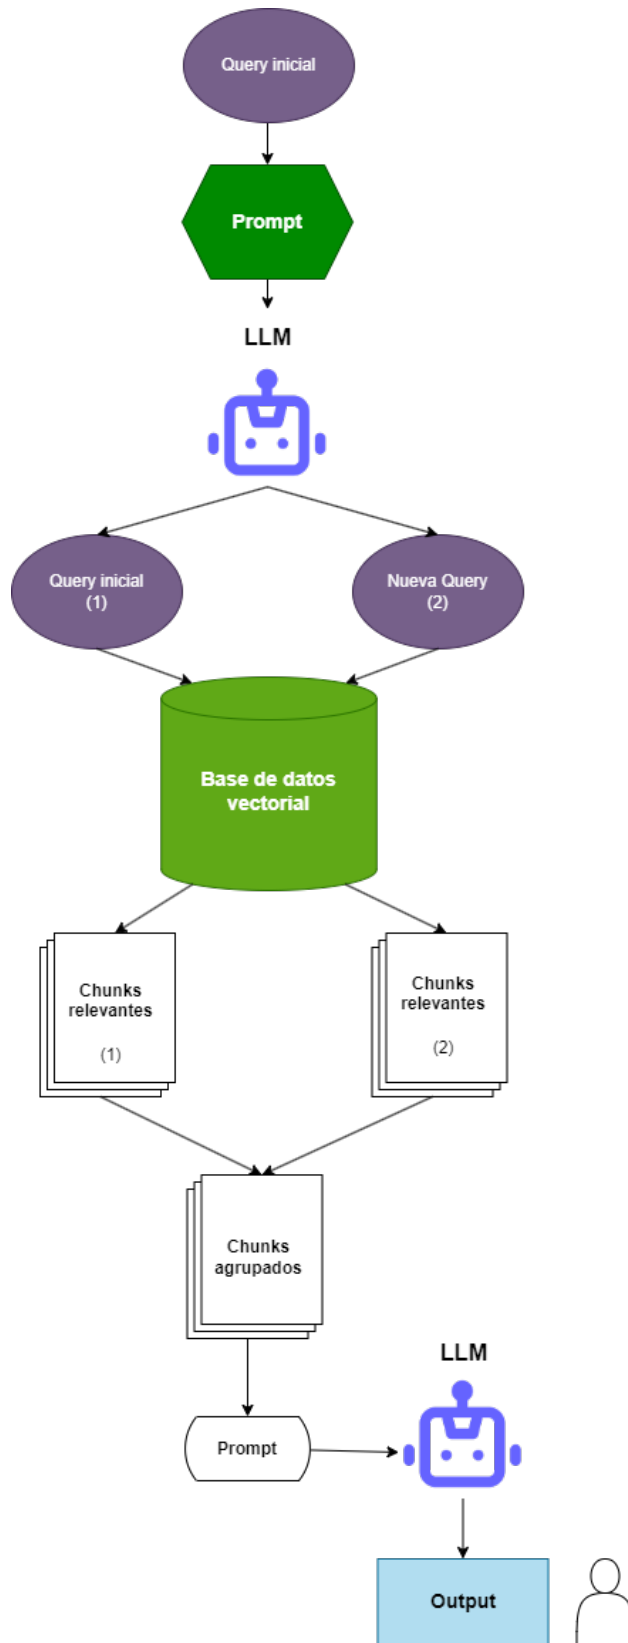 Query inicial
Prompt
LLM
Query inicial
(1)
Nueva Query
(2)
Base de datos
vectorial
Chunks
relevantes
(1)
Chunks
relevantes
(2)
Chunks
agrupados
LLM
Prompt
Output